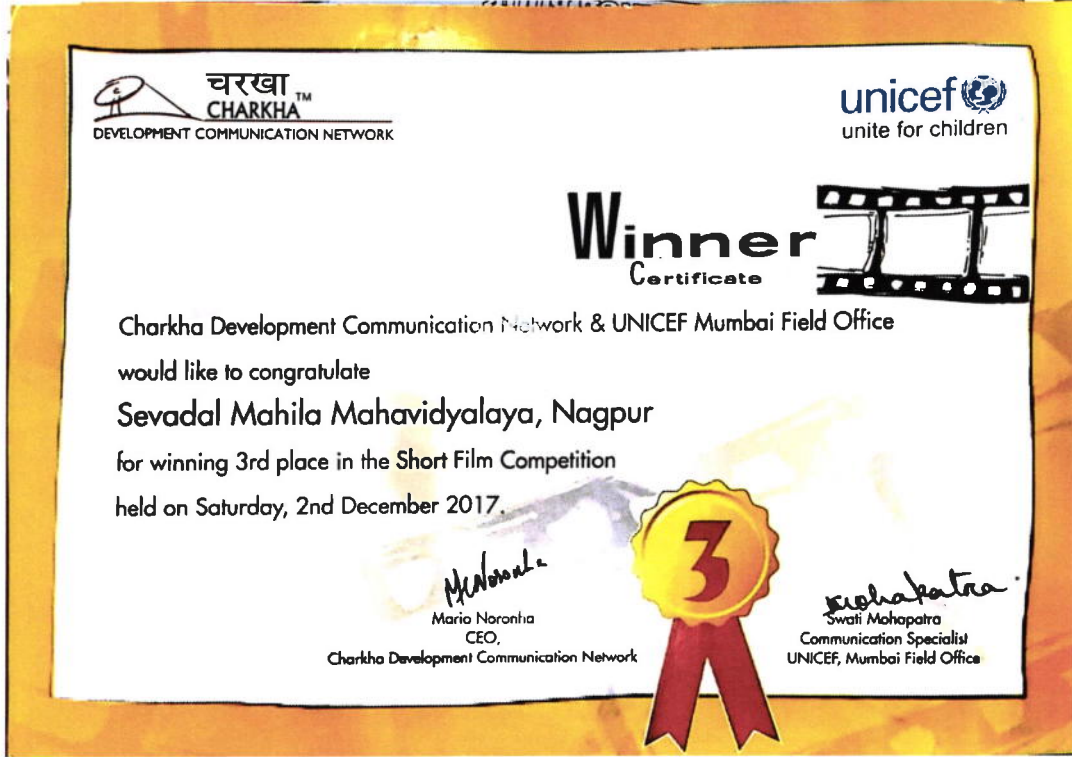 चरखा
CHARKHA™
DEVELOPMENT COMMUNICATION NETWORK
unicef
unite for children
Winner
Certificate
Charkha Development Communication Network & UNICEF Mumbai Field Office
would like to congratulate
Sevadal Mahila Mahavidyalaya, Nagpur
for winning 3rd place in the Short Film Competition
held on Saturday, 2nd December 2017.
3
Mario Noronha
CEO,
Charkha Development Communication Network
Swati Mohapatra
Communication Specialist
UNICEF, Mumbai Field Office